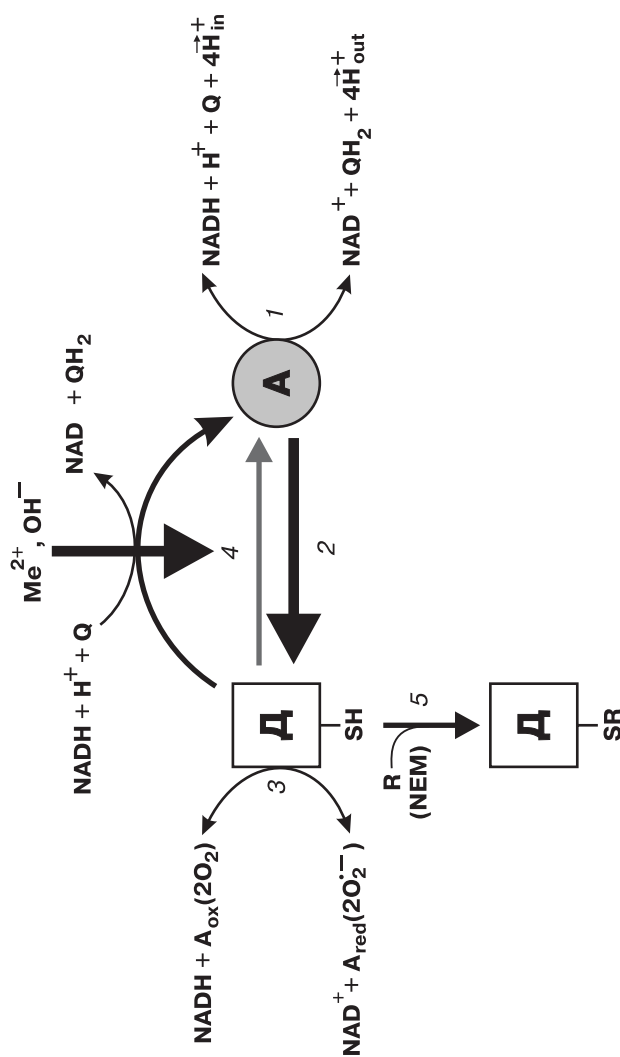 Me²⁺, OH⁻
NADH + H⁺ + Q
NAD + QH₂
4
2
Д
SH
3
NADH + Aox(2O₂)
NAD⁺ + Ared(2O₂•⁻)
A
1
NADH + H⁺ + Q + 4H⃗⁺in
NAD⁺ + QH₂ + 4H⃗⁺out
R
(NEM)
5
Д
SR